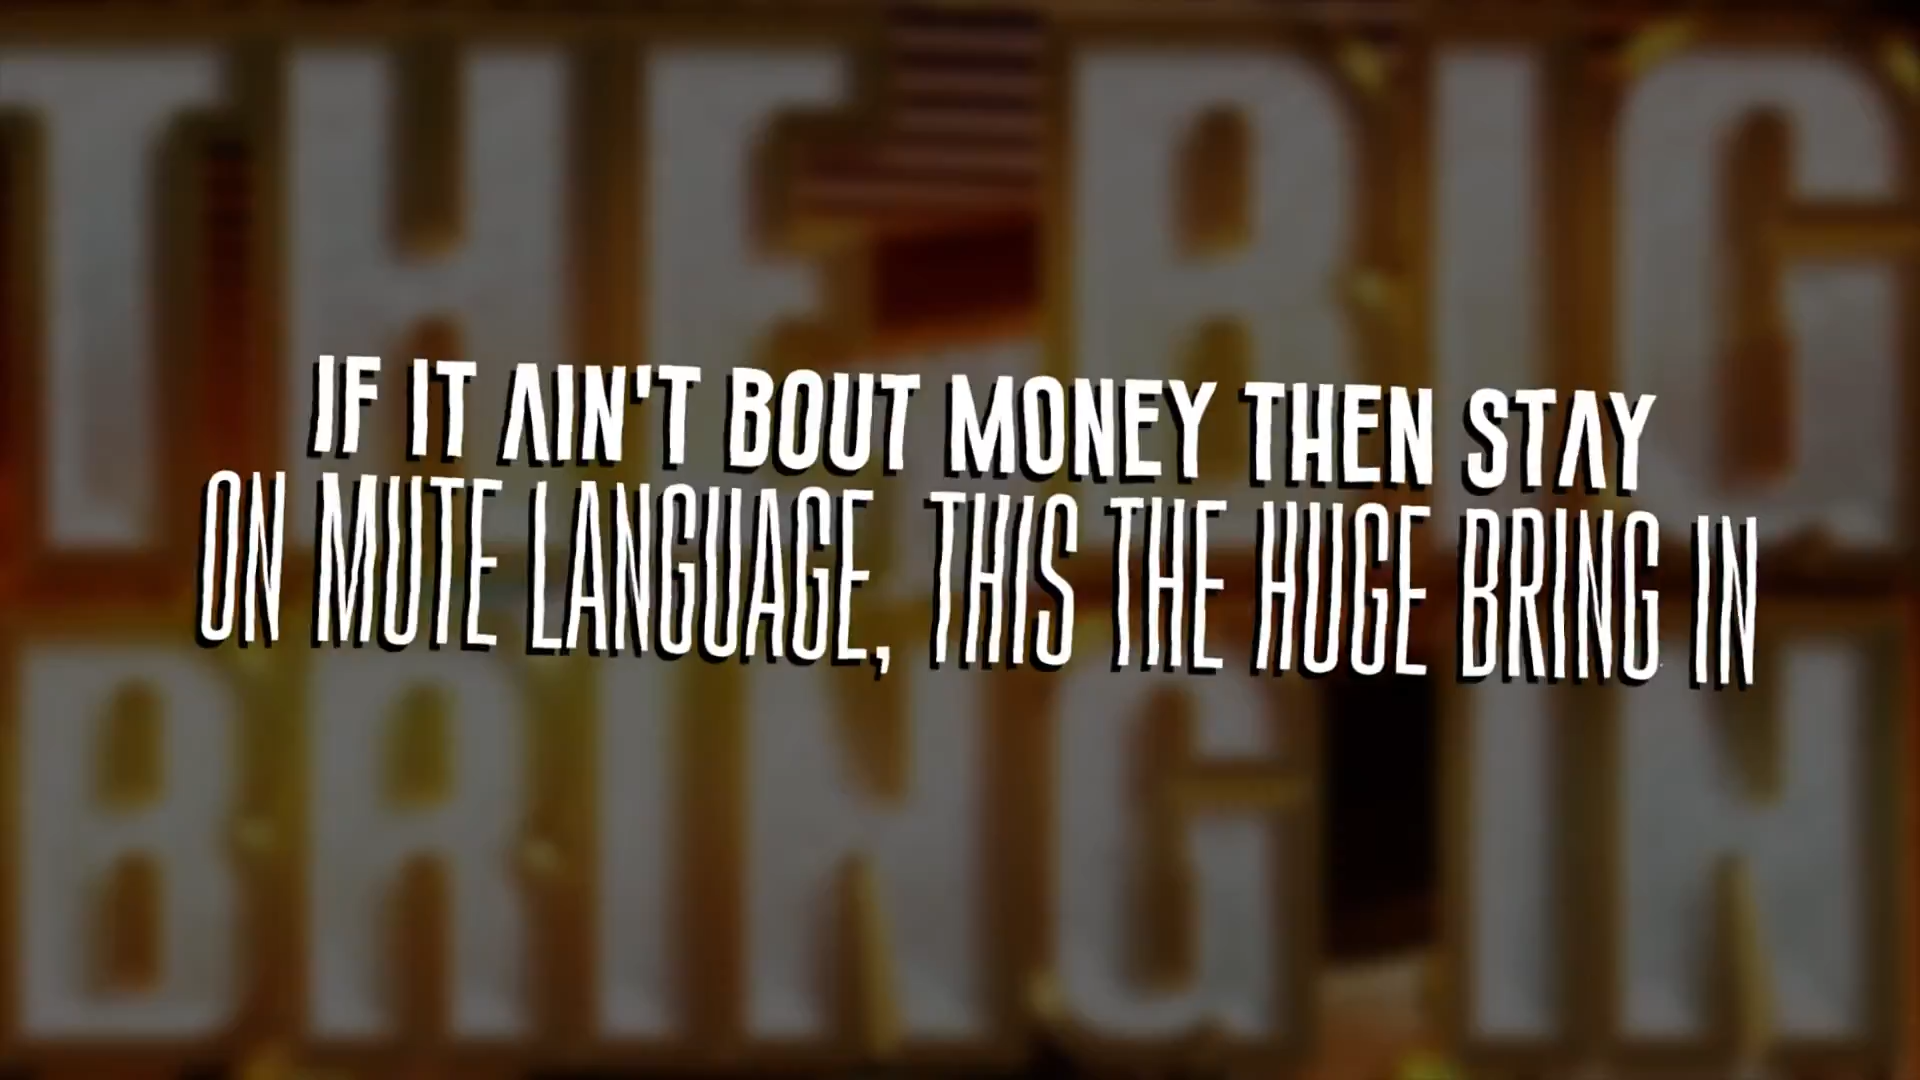 THE BIG
IF IT AIN'T BOUT MONEY THEN STAY
ON MUTE LANGUAGE, THIS THE HUGE BRING IN
BRING IN